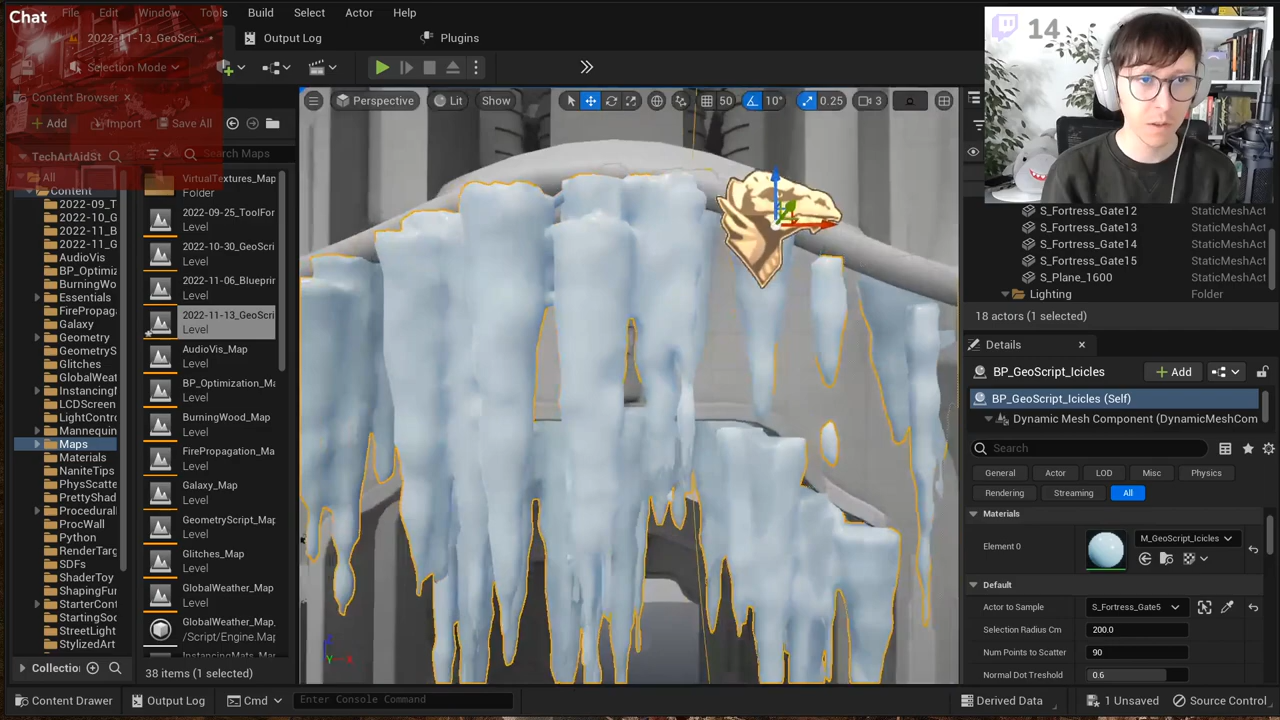 Chat
File Edit Window Tools Build Select Actor Help
2022-11-13_GeoScri...
Output Log
Plugins
14
Selection Mode
Content Browser
Add
Import
Save All
Perspective
Lit
Show
50
10°
0.25
3
TechArtAidSt
Search Maps
All
Content
2022-09_T
2022-10_G
2022-11_B
2022-11_G
AudioVis
BP_Optimiz
BurningWo
Essentials
FirePropag
Galaxy
Geometry
GeometryS
Glitches
GlobalWeat
Instancing
LCDScreen
LightContro
Mannequin
Maps
Materials
NaniteTips
PhysScatte
PrettyShad
Procedural
ProcWall
Python
RenderTarg
SDFs
ShaderToy
ShapingFur
StarterCont
StartingSoc
StreetLight
StylizedArt
Collectio
VirtualTextures_Map
Folder
2022-09-25_ToolFor
Level
2022-10-30_GeoScri
Level
2022-11-06_Blueprir
Level
2022-11-13_GeoScri
Level
AudioVis_Map
Level
BP_Optimization_Ma
Level
BurningWood_Map
Level
FirePropagation_Ma
Level
Galaxy_Map
Level
GeometryScript_Map
Level
Glitches_Map
Level
GlobalWeather_Map
Level
GlobalWeather_Map_
/Script/Engine.Map
38 items (1 selected)
Z
Y
X
S_Fortress_Gate12 StaticMeshAct
S_Fortress_Gate13 StaticMeshAct
S_Fortress_Gate14 StaticMeshAct
S_Fortress_Gate15 StaticMeshAct
S_Plane_1600 StaticMeshAct
Lighting Folder
18 actors (1 selected)
Details
BP_GeoScript_Icicles
Add
BP_GeoScript_Icicles (Self)
Dynamic Mesh Component (DynamicMeshCom
Search
General Actor LOD Misc Physics
Rendering Streaming All
Materials
Element 0
M_GeoScript_Icicles
Default
Actor to Sample S_Fortress_Gate5
Selection Radius Cm 200.0
Num Points to Scatter 90
Normal Dot Treshold 0.6
Content Drawer
Output Log
Cmd
Enter Console Command
Derived Data
1 Unsaved
Source Control